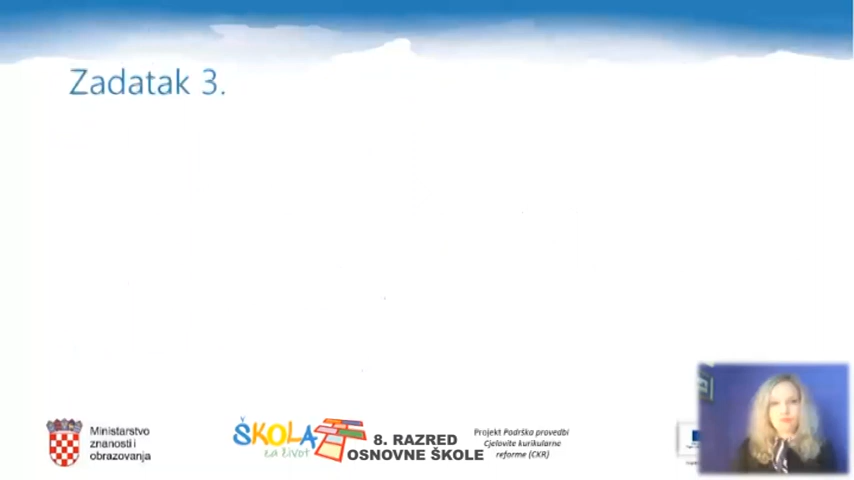 Zadatak 3.
Ministarstvo
znanosti i
obrazovanja
ŠKOLA
za život
8. RAZRED
OSNOVNE ŠKOLE
Projekt Podrška provedbi
Cjelovite kurikularne
reforme (CKR)